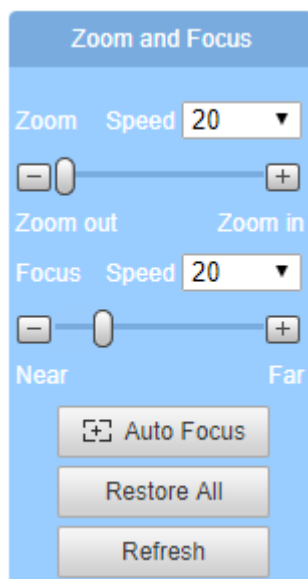 Zoom and Focus
Zoom Speed 20
Zoom out Zoom in
Focus Speed 20
Near Far
Auto Focus
Restore All
Refresh